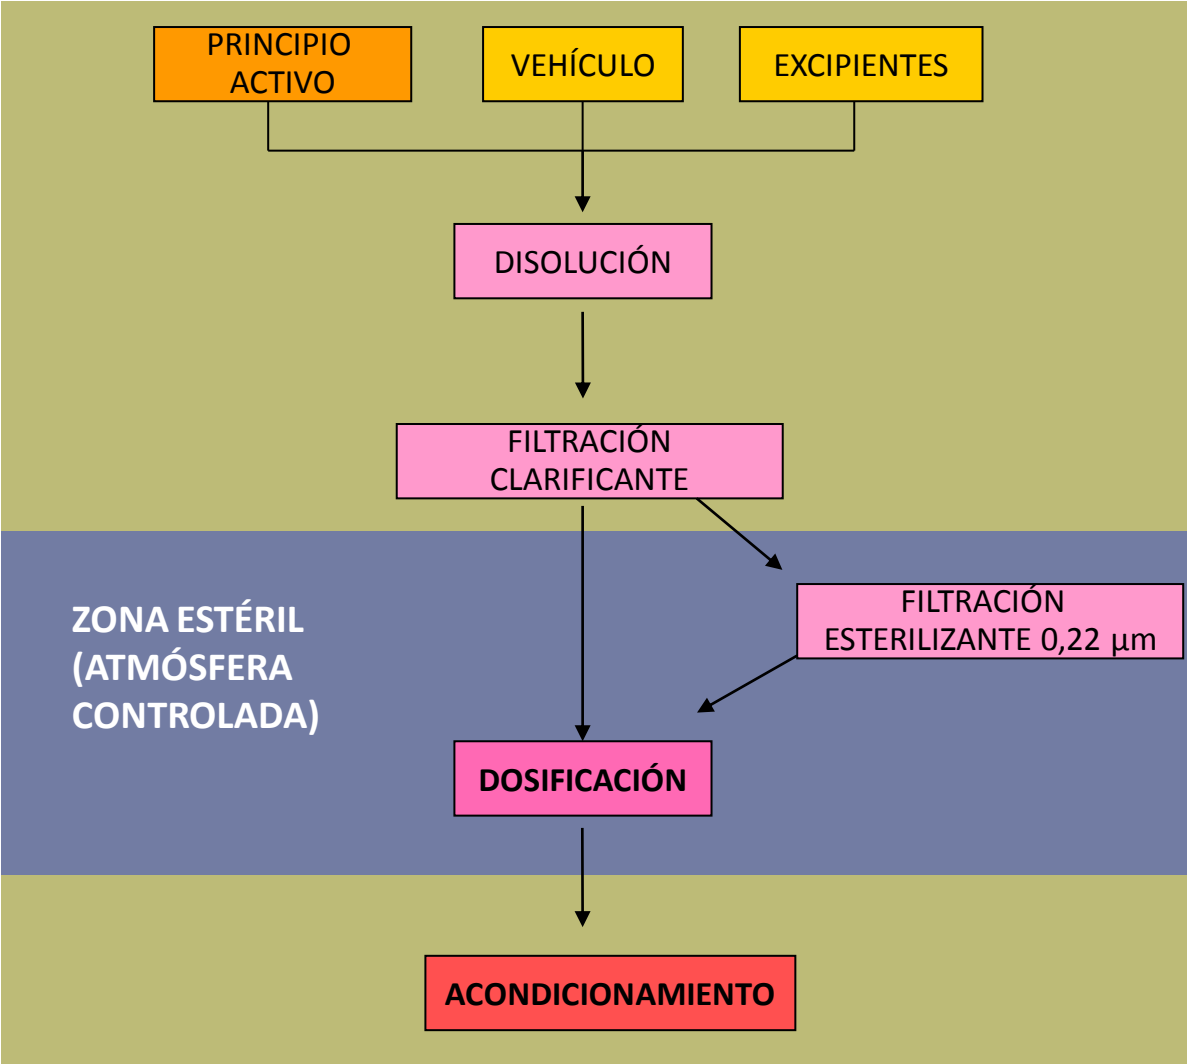 PRINCIPIO
ACTIVO
VEHÍCULO
EXCIPIENTES
DISOLUCIÓN
FILTRACIÓN
CLARIFICANTE
FILTRACIÓN
ESTERILIZANTE 0,22 µm
ZONA ESTÉRIL
(ATMÓSFERA
CONTROLADA)
DOSIFICACIÓN
ACONDICIONAMIENTO